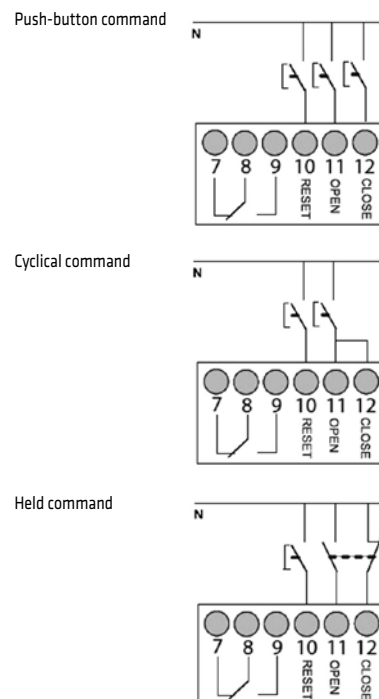 Push-button command
N
7 8 9 10 11 12
RESET OPEN CLOSE
Cyclical command
N
7 8 9 10 11 12
RESET OPEN CLOSE
Held command
N
7 8 9 10 11 12
RESET OPEN CLOSE